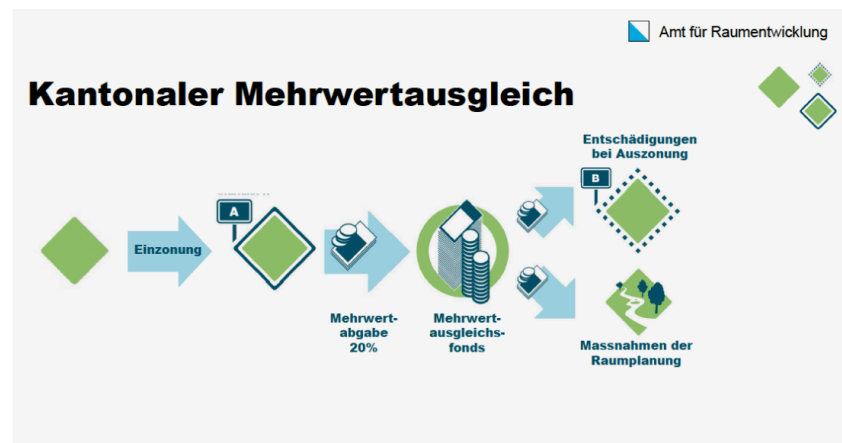 Amt für Raumentwicklung
Kantonaler Mehrwertausgleich
Entschädigungen
bei Auszonung
B
A
Einzonung
Mehrwert-
abgabe
20%
Mehrwert-
ausgleichs-
fonds
Massnahmen der
Raumplanung